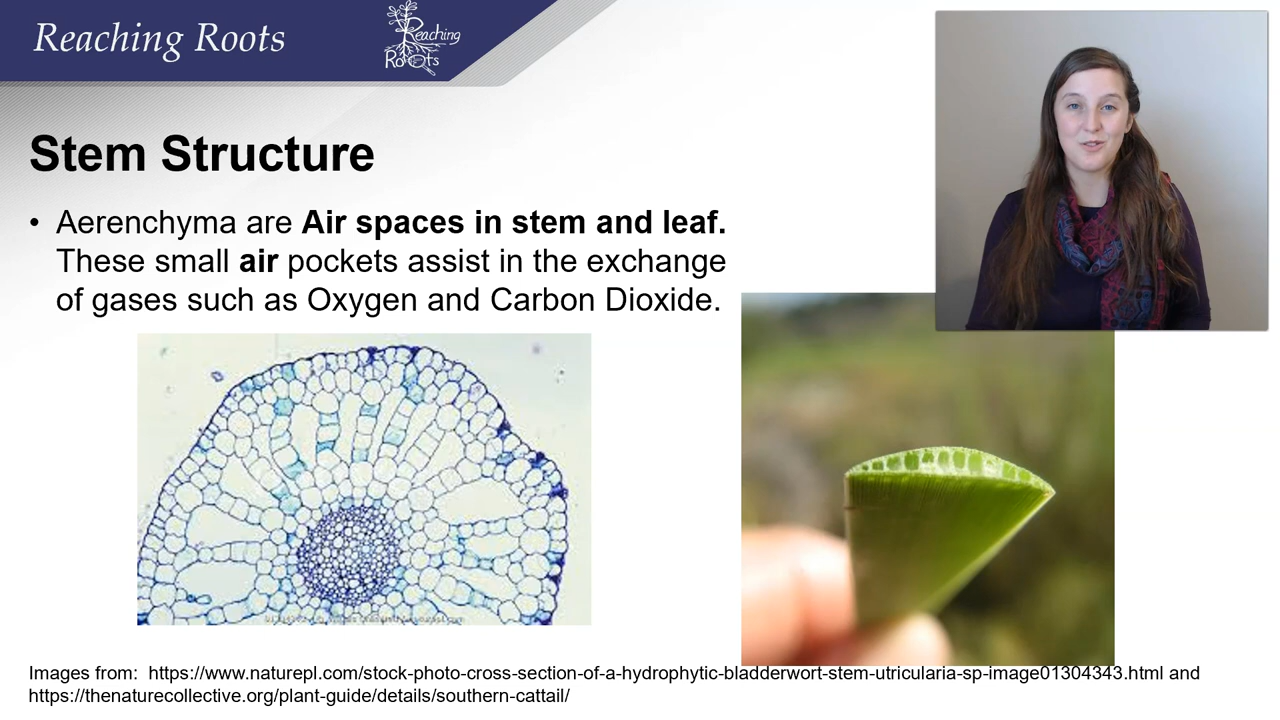 Reaching Roots
Reaching
Roots
Stem Structure
• Aerenchyma are Air spaces in stem and leaf.
These small air pockets assist in the exchange
of gases such as Oxygen and Carbon Dioxide.
Images from:  https://www.naturepl.com/stock-photo-cross-section-of-a-hydrophytic-bladderwort-stem-utricularia-sp-image01304343.html and
https://thenaturecollective.org/plant-guide/details/southern-cattail/